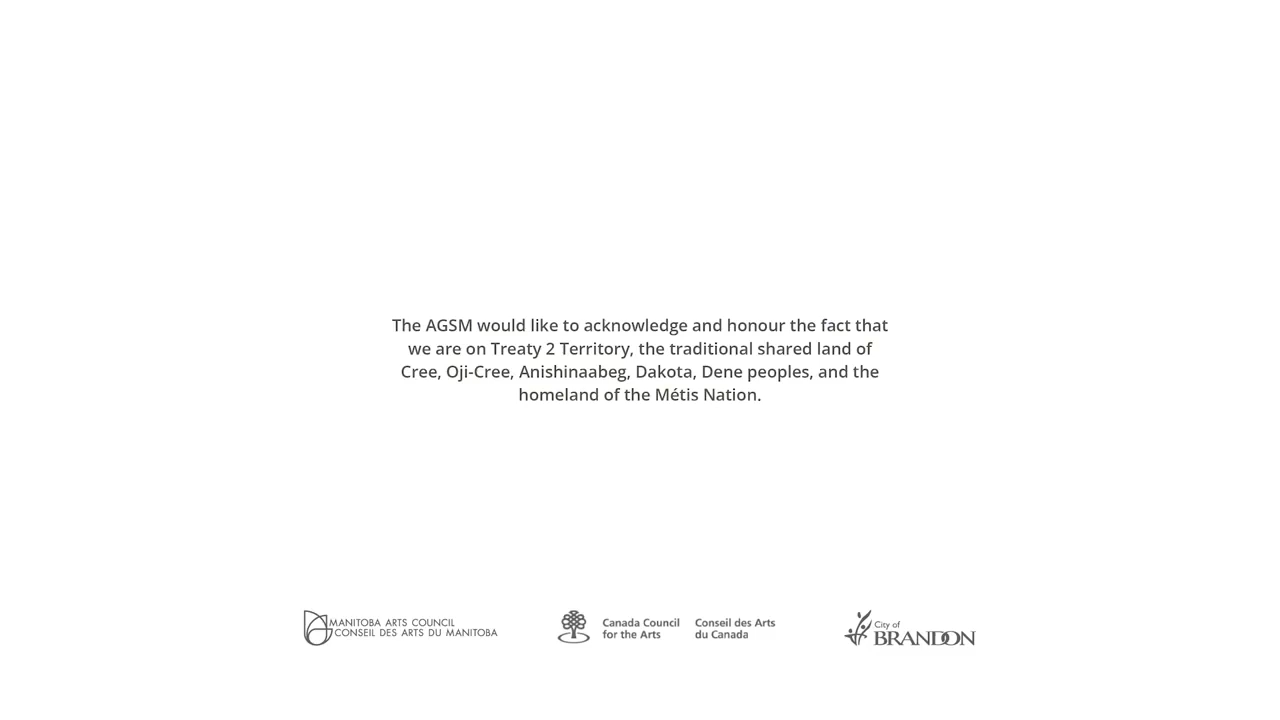 The AGSM would like to acknowledge and honour the fact that
we are on Treaty 2 Territory, the traditional shared land of
Cree, Oji-Cree, Anishinaabeg, Dakota, Dene peoples, and the
homeland of the Métis Nation.
MANITOBA ARTS COUNCIL
CONSEIL DES ARTS DU MANITOBA
Canada Council
for the Arts
Conseil des Arts
du Canada
City of
BRANDON